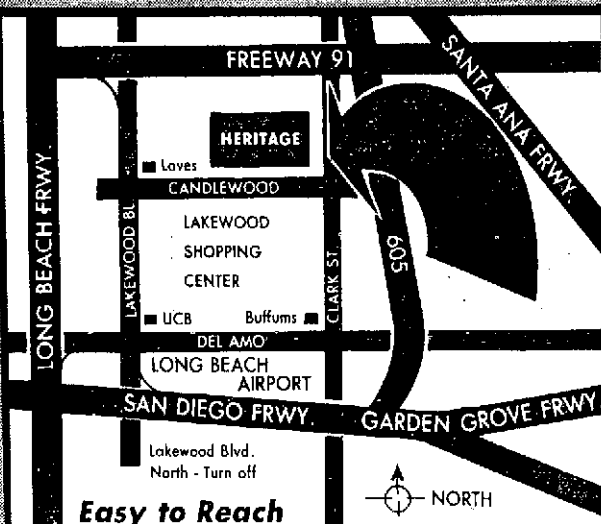 FREEWAY 91
SANTA ANA FRWY.
HERITAGE
Loves
CANDLEWOOD
LONG BEACH FRWY.
LAKEWOOD BL.
LAKEWOOD
SHOPPING
CENTER
CLARK ST.
605
UCB
Buffums
DEL AMO
LONG BEACH
AIRPORT
SAN DIEGO FRWY.
GARDEN GROVE FRWY
Lakewood Blvd.
North - Turn off
NORTH
Easy to Reach